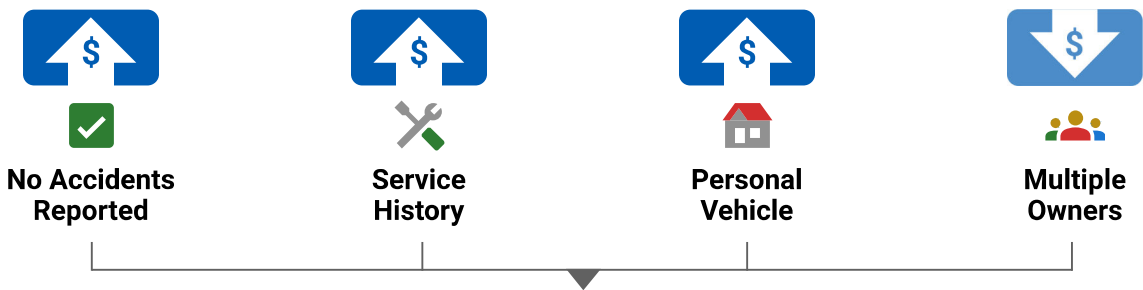 $ $ $ $
No Accidents
Reported
Service
History
Personal
Vehicle
Multiple
Owners